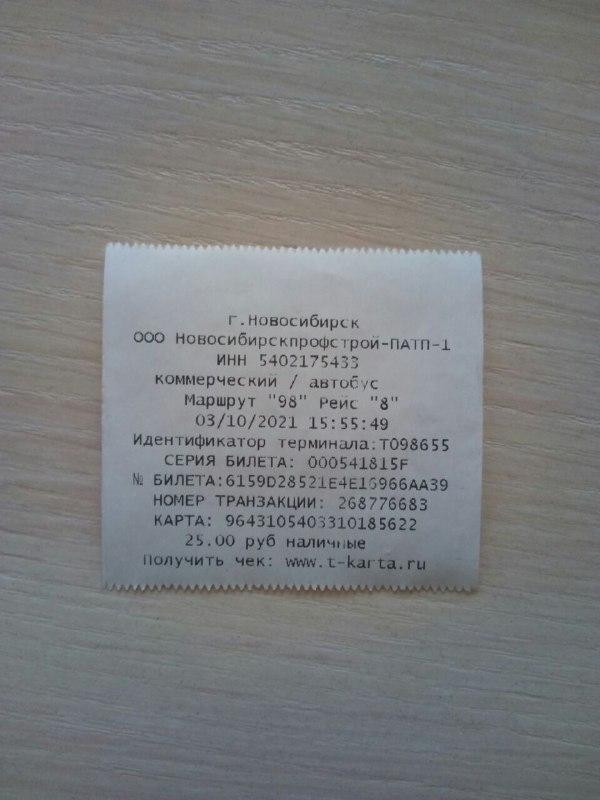 г.Новосибирск
ООО Новосибирскпрофстрой-ПАТП-1
ИНН 5402175433
коммерческий / автобус
Маршрут "98" Рейс "8"
03/10/2021 15:55:49
Идентификатор терминала:T098655
СЕРИЯ БИЛЕТА: 000541815F
№ БИЛЕТА:6159D28521E4E16966AA39
НОМЕР ТРАНЗАКЦИИ: 268776683
КАРТА: 9643105403310185622
25.00 руб наличные
Получить чек: www.t-karta.ru